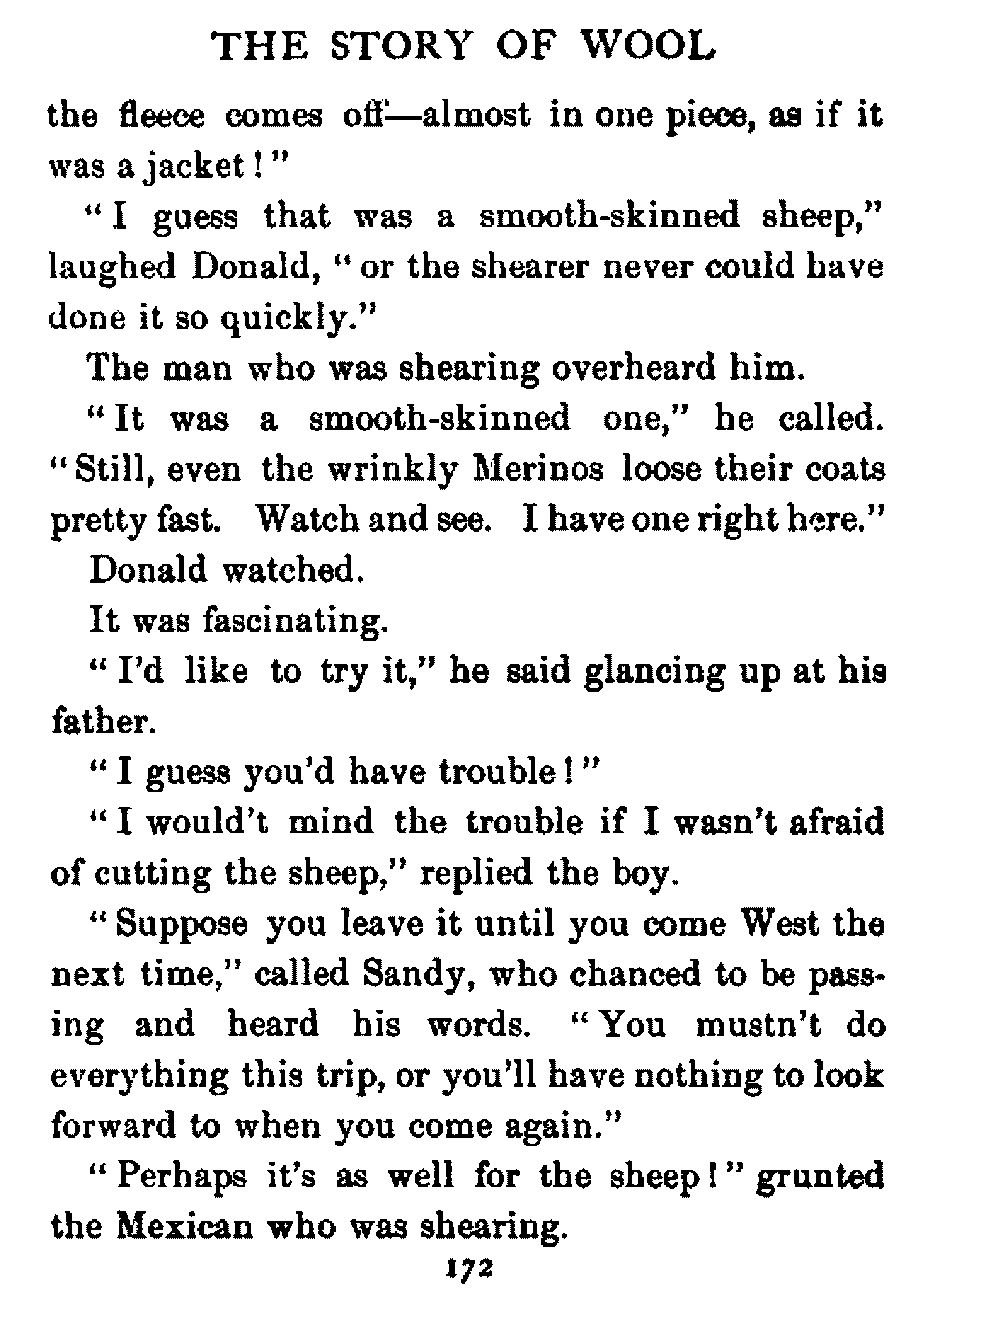 THE STORY OF WOOL
the fleece comes off—almost in one piece, as if it
was a jacket!"
"I guess that was a smooth-skinned sheep,"
laughed Donald, "or the shearer never could have
done it so quickly."
The man who was shearing overheard him.
"It was a smooth-skinned one," he called.
"Still, even the wrinkly Merinos loose their coats
pretty fast. Watch and see. I have one right here."
Donald watched.
It was fascinating.
"I'd like to try it," he said glancing up at his
father.
"I guess you'd have trouble!"
"I would't mind the trouble if I wasn't afraid
of cutting the sheep," replied the boy.
"Suppose you leave it until you come West the
next time," called Sandy, who chanced to be pass-
ing and heard his words. "You mustn't do
everything this trip, or you'll have nothing to look
forward to when you come again."
"Perhaps it's as well for the sheep!" grunted
the Mexican who was shearing.
172